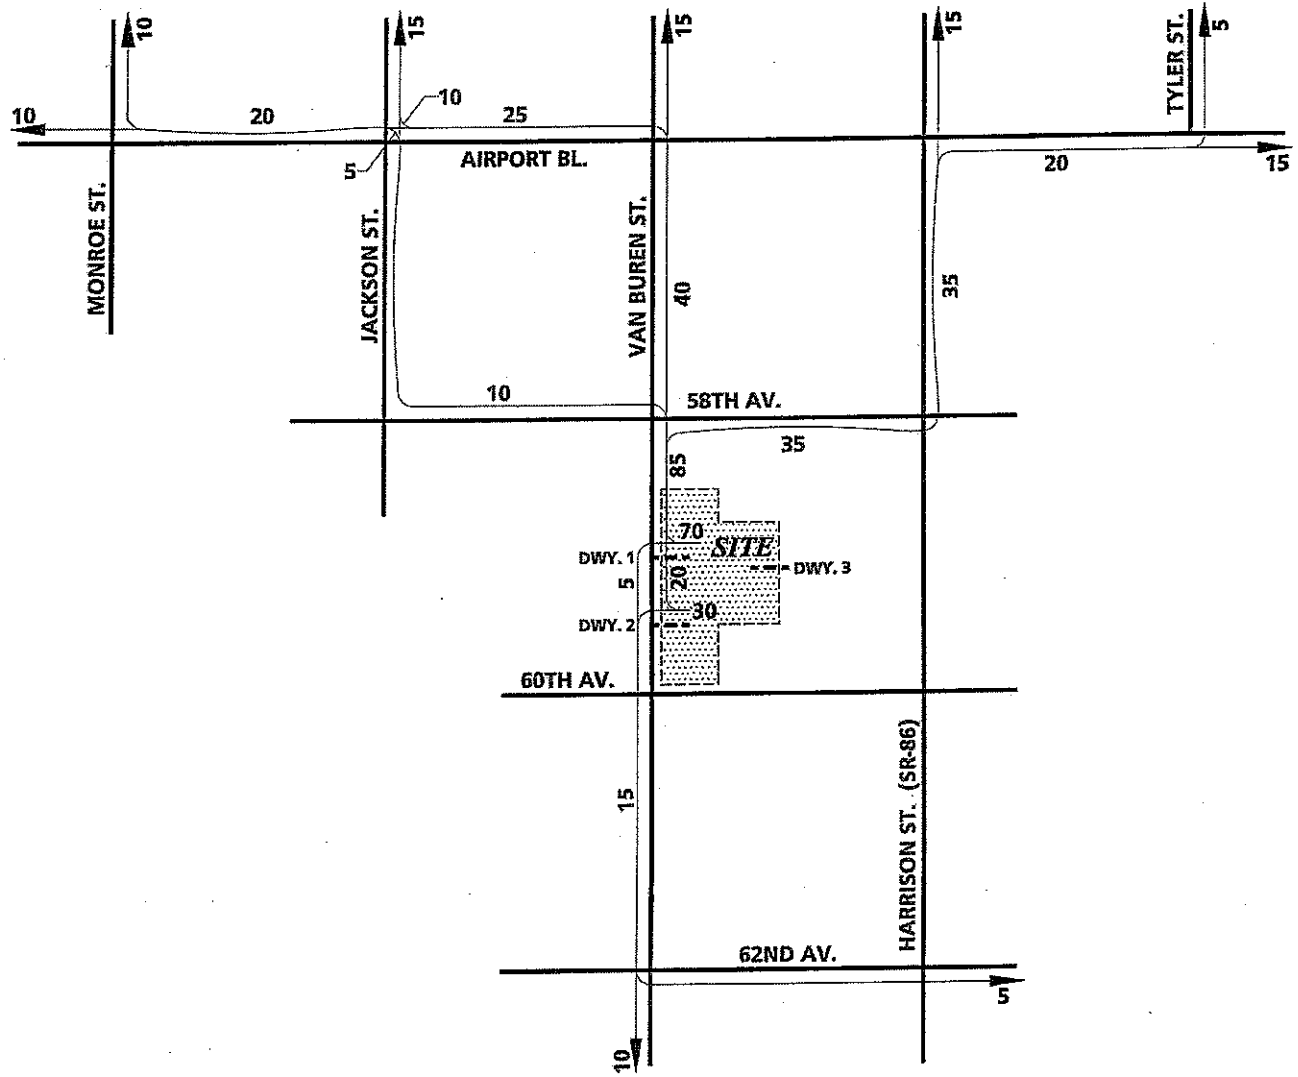 10
15
15
15
TYLER ST.
5
10
20
10
25
5
AIRPORT BL.
20
15
MONROE ST.
JACKSON ST.
VAN BUREN ST.
40
35
10
58TH AV.
35
85
70
SITE
DWY. 1
DWY. 3
5
20
30
DWY. 2
60TH AV.
15
HARRISON ST. (SR-86)
62ND AV.
5
10